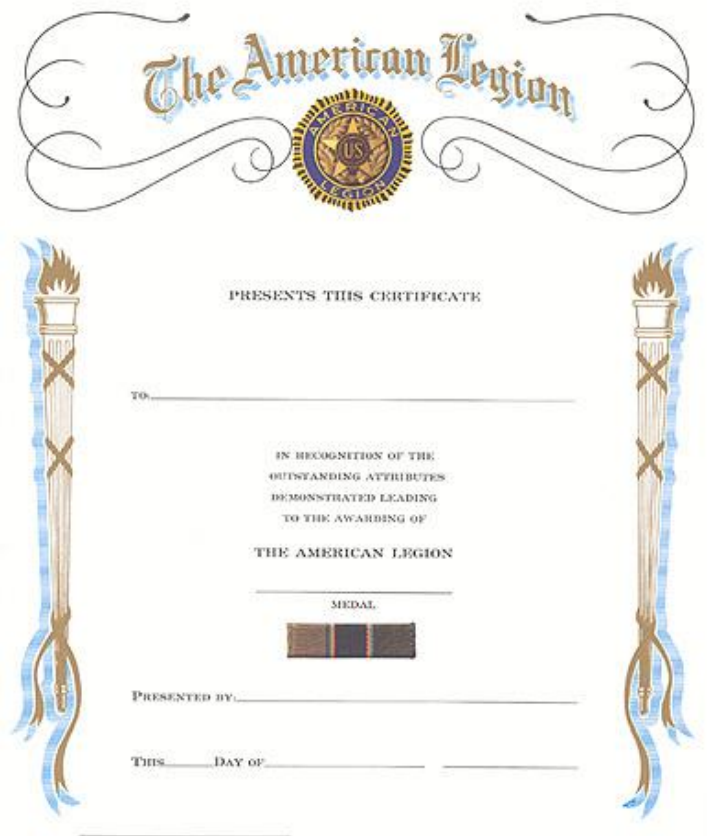 The American Legion
AMERICAN
US
LEGION
PRESENTS THIS CERTIFICATE
TO:
IN RECOGNITION OF THE
OUTSTANDING ATTRIBUTES
DEMONSTRATED LEADING
TO THE AWARDING OF
THE AMERICAN LEGION
MEDAL
PRESENTED BY:
THIS DAY OF